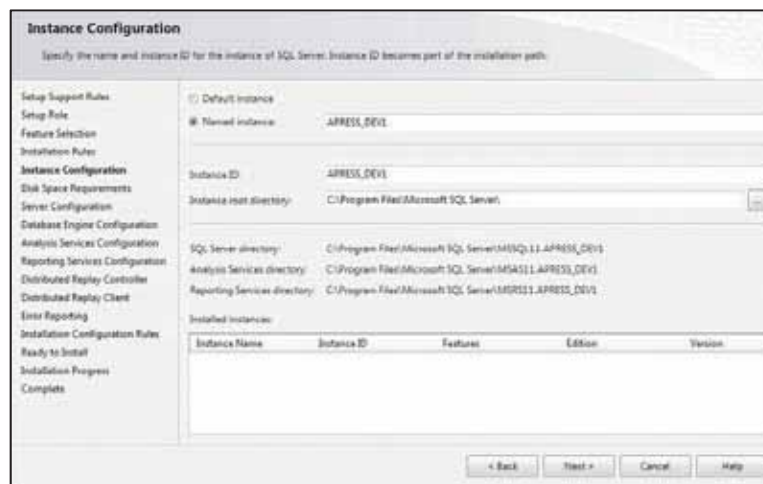 Instance Configuration
Specify the name and instance ID for the instance of SQL Server. Instance ID becomes part of the installation path.
Setup Support Rules
Setup Role
Feature Selection
Installation Rules
Instance Configuration
Disk Space Requirements
Server Configuration
Database Engine Configuration
Analysis Services Configuration
Reporting Services Configuration
Distributed Replay Controller
Distributed Replay Client
Error Reporting
Installation Configuration Rules
Ready to Install
Installation Progress
Complete
Default instance
Named instance: APRESS_DEV1
Instance ID: APRESS_DEV1
Instance root directory: C:\Program Files\Microsoft SQL Server\ ...
SQL Server directory: C:\Program Files\Microsoft SQL Server\MSSQL11.APRESS_DEV1
Analysis Services directory: C:\Program Files\Microsoft SQL Server\MSAS11.APRESS_DEV1
Reporting Services directory: C:\Program Files\Microsoft SQL Server\MSRS11.APRESS_DEV1
Installed instances:
Instance Name Instance ID Features Edition Version
< Back Next > Cancel Help